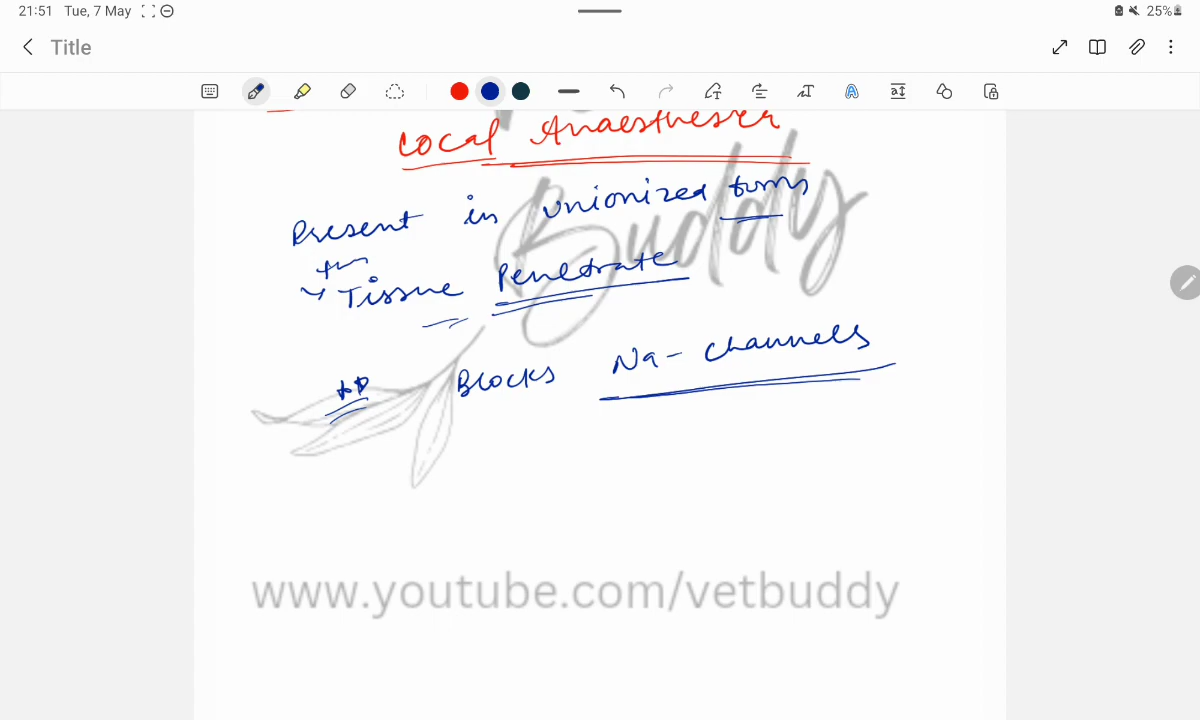 21:51 Tue, 7 May 25%
Title
Local Anaesthesia
Buddy
Present in unionized form
Tissue Penetrate
Blocks Na- channels
www.youtube.com/vetbuddy